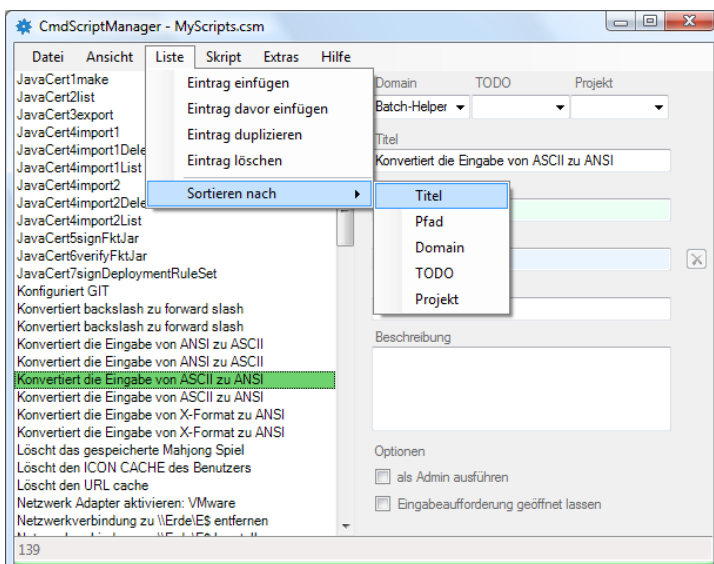 CmdScriptManager - MyScripts.csm
Datei Ansicht Liste Skript Extras Hilfe
Eintrag einfügen
Eintrag davor einfügen
Eintrag duplizieren
Eintrag löschen
Sortieren nach
Titel
Pfad
Domain
TODO
Projekt
JavaCert1make
JavaCert2list
JavaCert3export
JavaCert4import1
JavaCert4import1Dele
JavaCert4import1List
JavaCert4import2
JavaCert4import2Dele
JavaCert4import2List
JavaCert5signFktJar
JavaCert6verifyFktJar
JavaCert7signDeploymentRuleSet
Konfiguriert GIT
Konvertiert backslash zu forward slash
Konvertiert backslash zu forward slash
Konvertiert die Eingabe von ANSI zu ASCII
Konvertiert die Eingabe von ANSI zu ASCII
Konvertiert die Eingabe von ASCII zu ANSI
Konvertiert die Eingabe von ASCII zu ANSI
Konvertiert die Eingabe von X-Format zu ANSI
Konvertiert die Eingabe von X-Format zu ANSI
Löscht das gespeicherte Mahjong Spiel
Löscht den ICON CACHE des Benutzers
Löscht den URL cache
Netzwerk Adapter aktivieren: VMware
Netzwerkverbindung zu \\Erde\E$ entfernen
Domain TODO Projekt
Batch-Helper
Titel
Konvertiert die Eingabe von ASCII zu ANSI
Beschreibung
Optionen
als Admin ausführen
Eingabeaufforderung geöffnet lassen
139